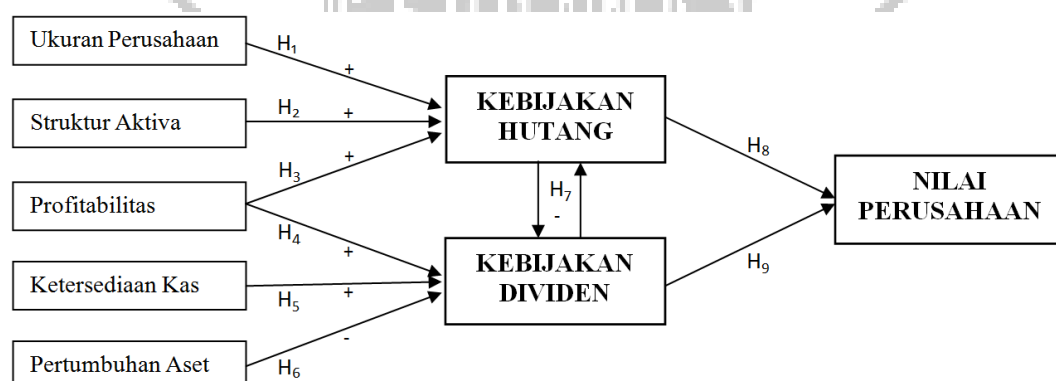 Ukuran Perusahaan
H1
+
Struktur Aktiva
H2
+
Profitabilitas
H3
+
H4
+
Ketersediaan Kas
H5
+
Pertumbuhan Aset
H6
-
KEBIJAKAN
HUTANG
H7
-
KEBIJAKAN
DIVIDEN
H8
H9
NILAI
PERUSAHAAN